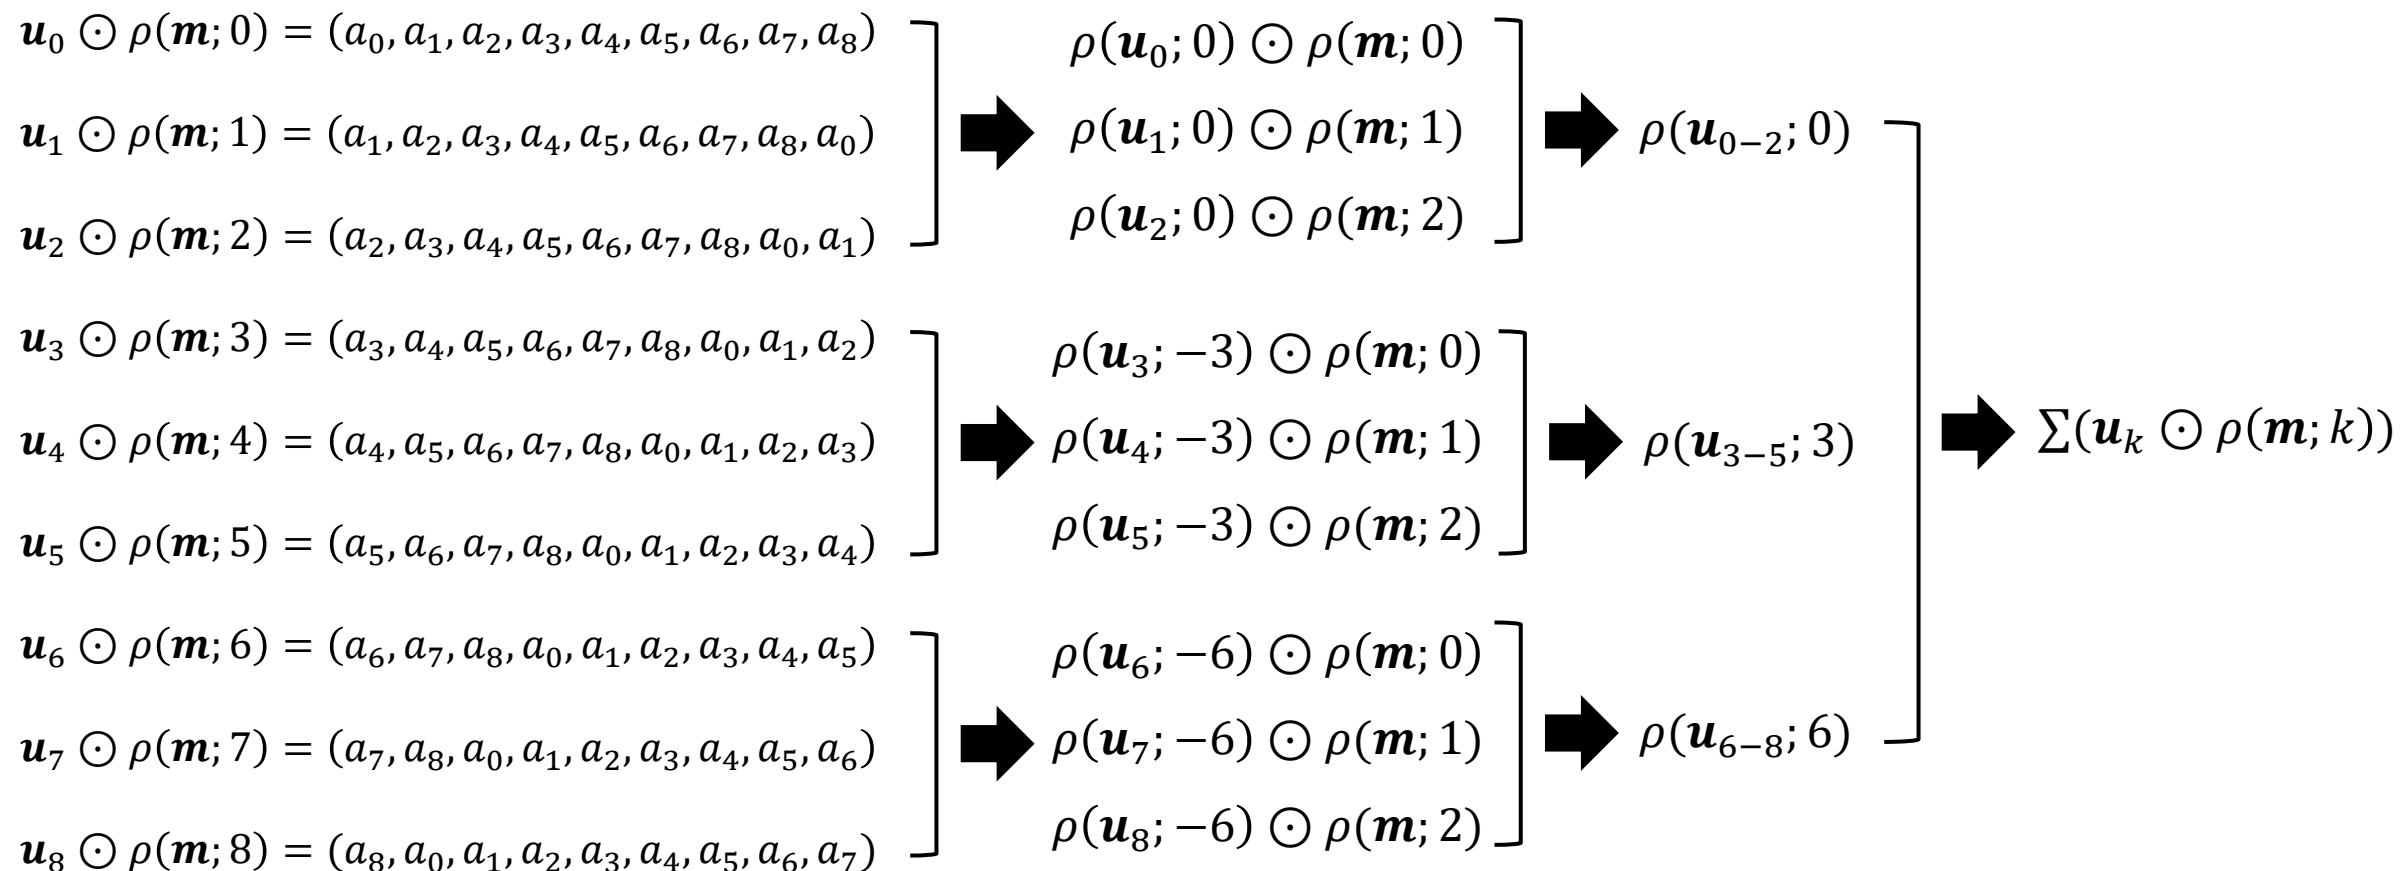 𝒖₀ ⊙ ρ(𝒎; 0) = (a₀, a₁, a₂, a₃, a₄, a₅, a₆, a₇, a₈)
𝒖₁ ⊙ ρ(𝒎; 1) = (a₁, a₂, a₃, a₄, a₅, a₆, a₇, a₈, a₀)
𝒖₂ ⊙ ρ(𝒎; 2) = (a₂, a₃, a₄, a₅, a₆, a₇, a₈, a₀, a₁)
𝒖₃ ⊙ ρ(𝒎; 3) = (a₃, a₄, a₅, a₆, a₇, a₈, a₀, a₁, a₂)
𝒖₄ ⊙ ρ(𝒎; 4) = (a₄, a₅, a₆, a₇, a₈, a₀, a₁, a₂, a₃)
𝒖₅ ⊙ ρ(𝒎; 5) = (a₅, a₆, a₇, a₈, a₀, a₁, a₂, a₃, a₄)
𝒖₆ ⊙ ρ(𝒎; 6) = (a₆, a₇, a₈, a₀, a₁, a₂, a₃, a₄, a₅)
𝒖₇ ⊙ ρ(𝒎; 7) = (a₇, a₈, a₀, a₁, a₂, a₃, a₄, a₅, a₆)
𝒖₈ ⊙ ρ(𝒎; 8) = (a₈, a₀, a₁, a₂, a₃, a₄, a₅, a₆, a₇)
ρ(𝒖₀; 0) ⊙ ρ(𝒎; 0)
ρ(𝒖₁; 0) ⊙ ρ(𝒎; 1)
ρ(𝒖₂; 0) ⊙ ρ(𝒎; 2)
ρ(𝒖₃; −3) ⊙ ρ(𝒎; 0)
ρ(𝒖₄; −3) ⊙ ρ(𝒎; 1)
ρ(𝒖₅; −3) ⊙ ρ(𝒎; 2)
ρ(𝒖₆; −6) ⊙ ρ(𝒎; 0)
ρ(𝒖₇; −6) ⊙ ρ(𝒎; 1)
ρ(𝒖₈; −6) ⊙ ρ(𝒎; 2)
ρ(𝒖₀₋₂; 0)
ρ(𝒖₃₋₅; 3)
ρ(𝒖₆₋₈; 6)
∑(𝒖ₖ ⊙ ρ(𝒎; k))